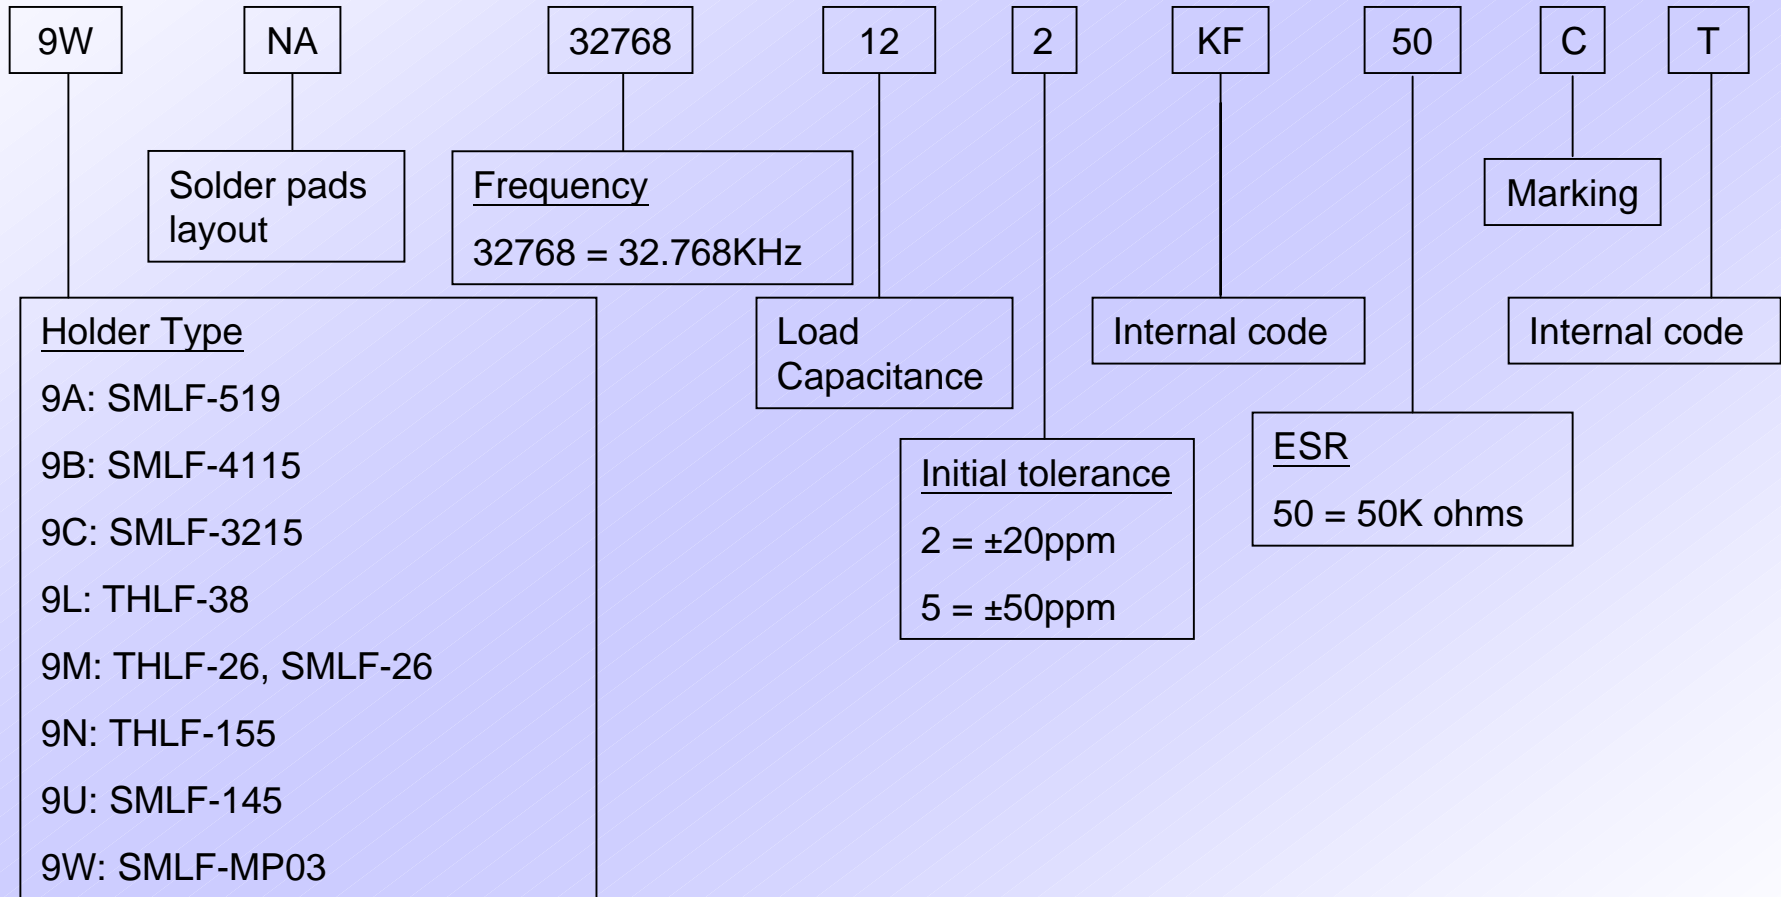 9W NA 32768 12 2 KF 50 C T
Solder pads
layout
Frequency
32768 = 32.768KHz
Marking
Holder Type
9A: SMLF-519
9B: SMLF-4115
9C: SMLF-3215
9L: THLF-38
9M: THLF-26, SMLF-26
9N: THLF-155
9U: SMLF-145
9W: SMLF-MP03
Load
Capacitance
Internal code
Internal code
Initial tolerance
2 = ±20ppm
5 = ±50ppm
ESR
50 = 50K ohms